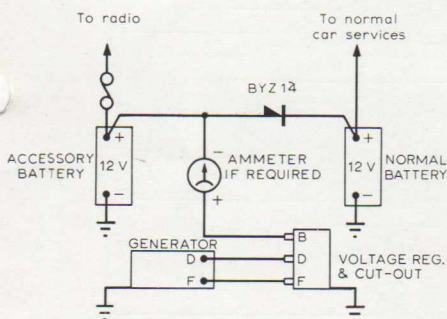 To radio
To normal
car services
BYZ 14
+
+
ACCESSORY
BATTERY
12 V
−
AMMETER
IF REQUIRED
−
+
12 V
NORMAL
BATTERY
−
GENERATOR
D
F
B
D
F
VOLTAGE REG.
& CUT-OUT